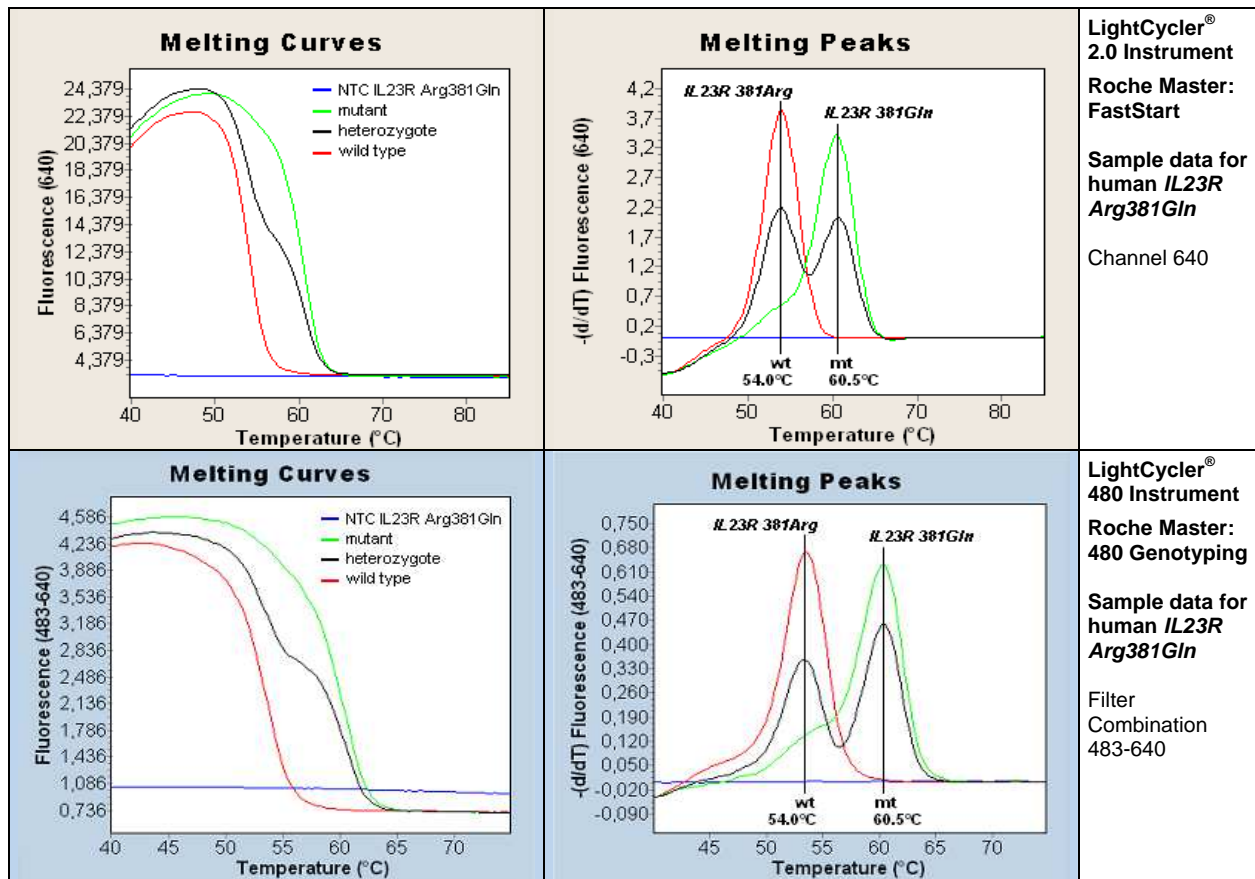 Melting Curves
24,379
22,379
20,379
18,379
16,379
14,379
12,379
10,379
8,379
6,379
4,379
Fluorescence (640)
NTC IL23R Arg381Gln
mutant
heterozygote
wild type
40 50 60 70 80
Temperature (°C)
Melting Peaks
4,2
3,7
3,2
2,7
2,2
1,7
1,2
0,7
0,2
-0,3
-(d/dT) Fluorescence (640)
IL23R 381Arg
IL23R 381Gln
wt mt
54.0°C 60.5°C
40 50 60 70 80
Temperature (°C)
LightCycler®
2.0 Instrument
Roche Master:
FastStart
Sample data for
human IL23R
Arg381Gln
Channel 640
Melting Curves
4,586
4,236
3,886
3,536
3,186
2,836
2,486
2,136
1,786
1,436
1,086
0,736
Fluorescence (483-640)
NTC IL23R Arg381Gln
mutant
heterozygote
wild type
40 45 50 55 60 65 70
Temperature (°C)
Melting Peaks
0,750
0,680
0,610
0,540
0,470
0,400
0,330
0,260
0,190
0,120
0,050
-0,020
-0,090
-(d/dT) Fluorescence (483-640)
IL23R 381Arg
IL23R 381Gln
wt mt
54.0°C 60.5°C
45 50 55 60 65 70
Temperature (°C)
LightCycler®
480 Instrument
Roche Master:
480 Genotyping
Sample data for
human IL23R
Arg381Gln
Filter
Combination
483-640